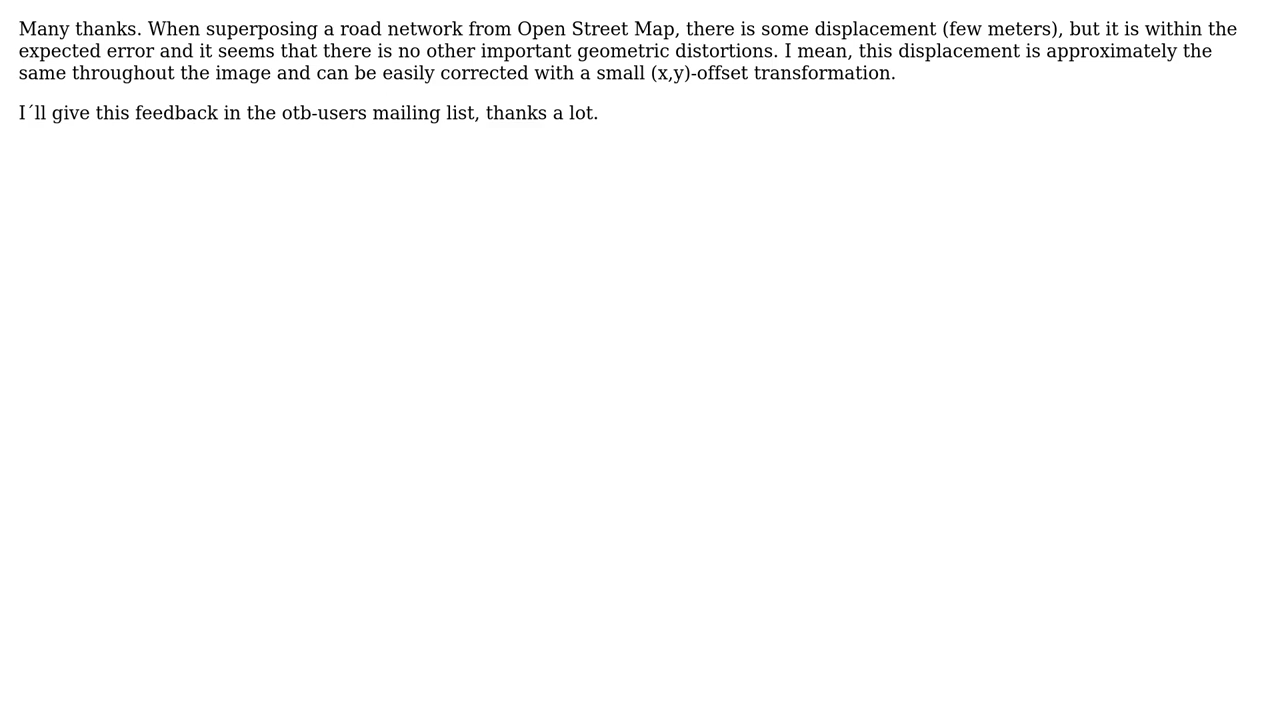 Many thanks. When superposing a road network from Open Street Map, there is some displacement (few meters), but it is within the
expected error and it seems that there is no other important geometric distortions. I mean, this displacement is approximately the
same throughout the image and can be easily corrected with a small (x,y)-offset transformation.
I´ll give this feedback in the otb-users mailing list, thanks a lot.